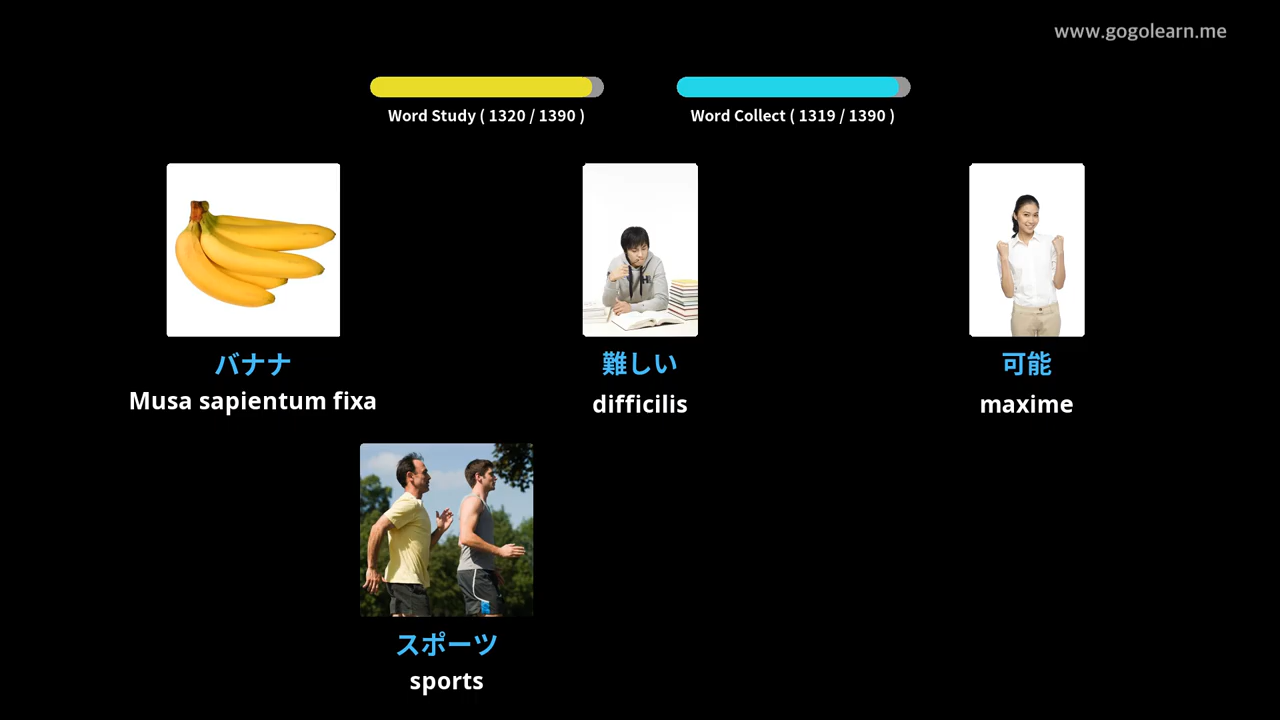 www.gogolearn.me
Word Study ( 1320 / 1390 )
Word Collect ( 1319 / 1390 )
バナナ
Musa sapientum fixa
難しい
difficilis
可能
maxime
スポーツ
sports